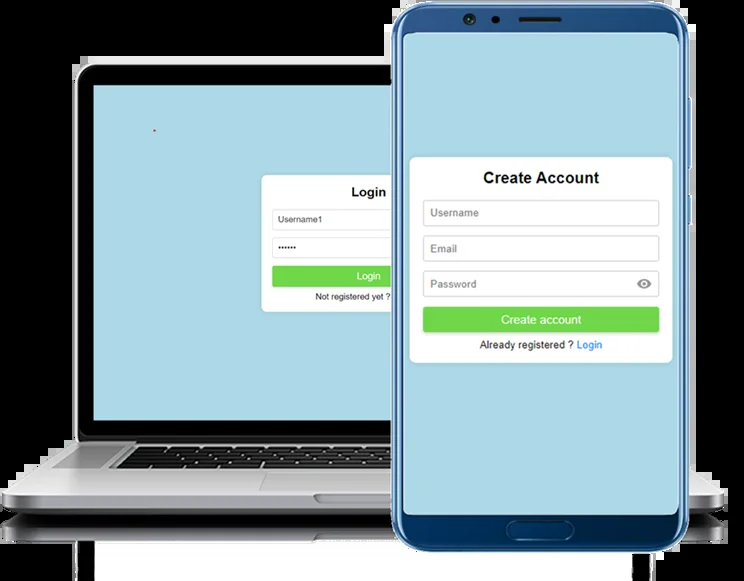 Login
Username1
••••••
Login
Not registered yet ?
Create Account
Username
Email
Password
Create account
Already registered ? Login